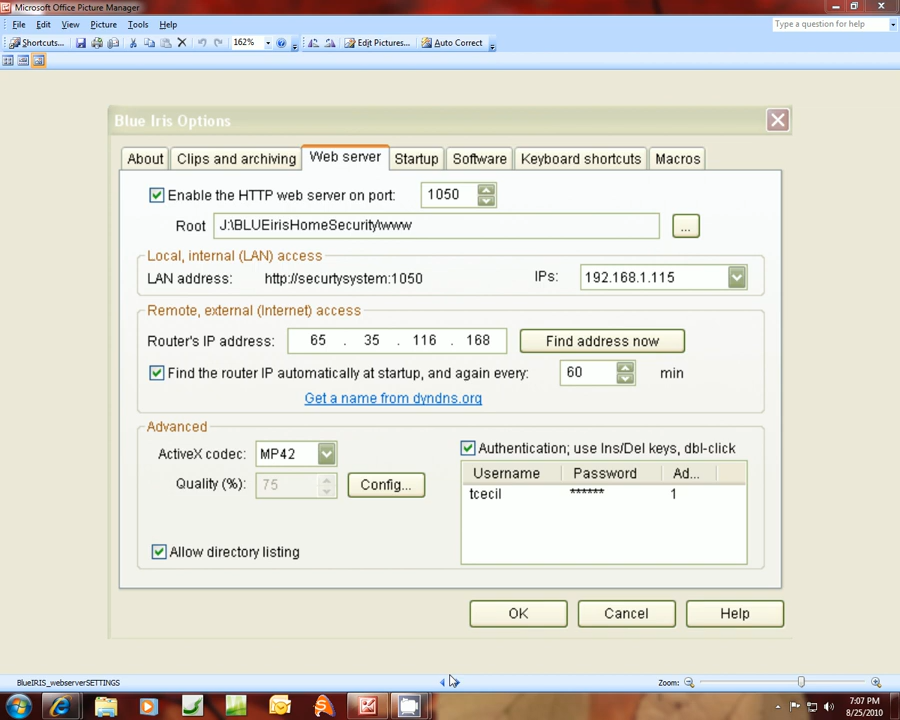 Microsoft Office Picture Manager
File Edit View Picture Tools Help
Type a question for help
Shortcuts... 162% Edit Pictures... Auto Correct
Blue Iris Options
About Clips and archiving Web server Startup Software Keyboard shortcuts Macros
Enable the HTTP web server on port: 1050
Root J:\BLUEirisHomeSecurity\www ...
Local, internal (LAN) access
LAN address: http://securtysystem:1050 IPs: 192.168.1.115
Remote, external (Internet) access
Router's IP address: 65 . 35 . 116 . 168 Find address now
Find the router IP automatically at startup, and again every: 60 min
Get a name from dyndns.org
Advanced
ActiveX codec: MP42 Authentication; use Ins/Del keys, dbl-click
Quality (%): 75 Config... Username Password Ad...
tcecil ****** 1
Allow directory listing
OK Cancel Help
BlueIRIS_webserverSETTINGS Zoom:
7:07 PM
8/25/2010